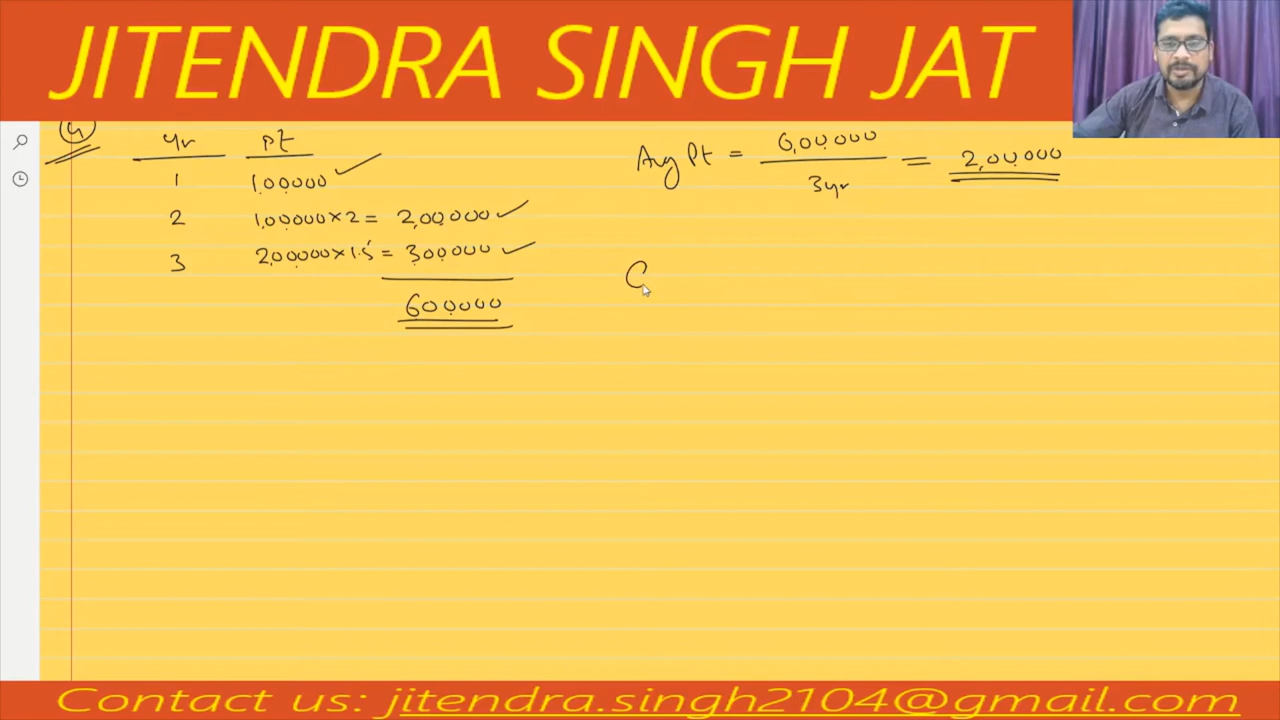 JITENDRA SINGH JAT
Yr Pt
1 1,00,000 ✓
2 1,00,000 × 2 = 2,00,000 ✓
3 2,00,000 × 1.5 = 3,00,000 ✓
6,00,000
Avg Pt = 6,00,000 / 3yr = 2,00,000
Contact us: jitendra.singh2104@gmail.com